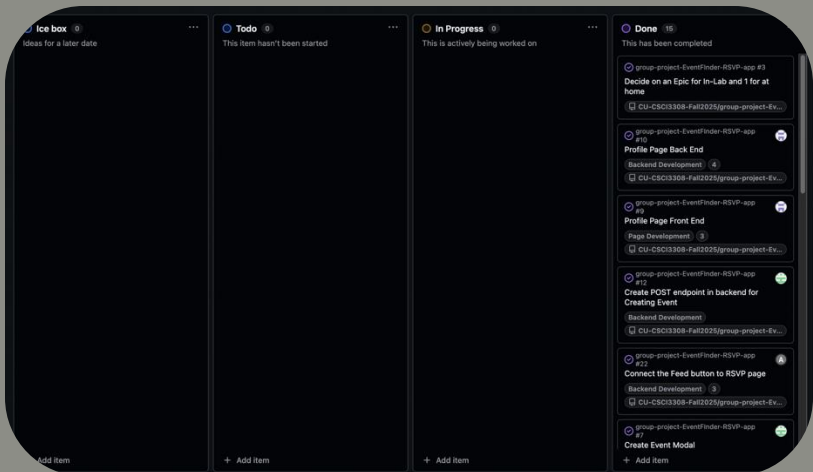 Ice box 0
Ideas for a later date
Add item
Todo 0
This item hasn't been started
+ Add item
In Progress 0
This is actively being worked on
+ Add item
Done 15
This has been completed
group-project-EventFInder-RSVP-app #3
Decide on an Epic for In-Lab and 1 for at
home
CU-CSCI3308-Fall2025/group-project-Ev...
group-project-EventFInder-RSVP-app
#10
Profile Page Back End
Backend Development 4
CU-CSCI3308-Fall2025/group-project-Ev...
group-project-EventFInder-RSVP-app
#9
Profile Page Front End
Page Development 3
CU-CSCI3308-Fall2025/group-project-Ev...
group-project-EventFInder-RSVP-app
#12
Create POST endpoint in backend for
Creating Event
Backend Development
CU-CSCI3308-Fall2025/group-project-Ev...
group-project-EventFInder-RSVP-app
#22
A
Connect the Feed button to RSVP page
Backend Development 3
CU-CSCI3308-Fall2025/group-project-Ev...
group-project-EventFInder-RSVP-app
#7
Create Event Modal
+ Add item